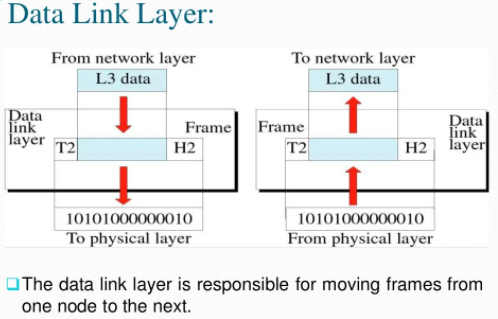 Data Link Layer:
From network layer
L3 data
Data
link
layer
Frame
T2
H2
10101000000010
To physical layer
To network layer
L3 data
Frame
Data
link
layer
T2
H2
10101000000010
From physical layer
The data link layer is responsible for moving frames from
one node to the next.